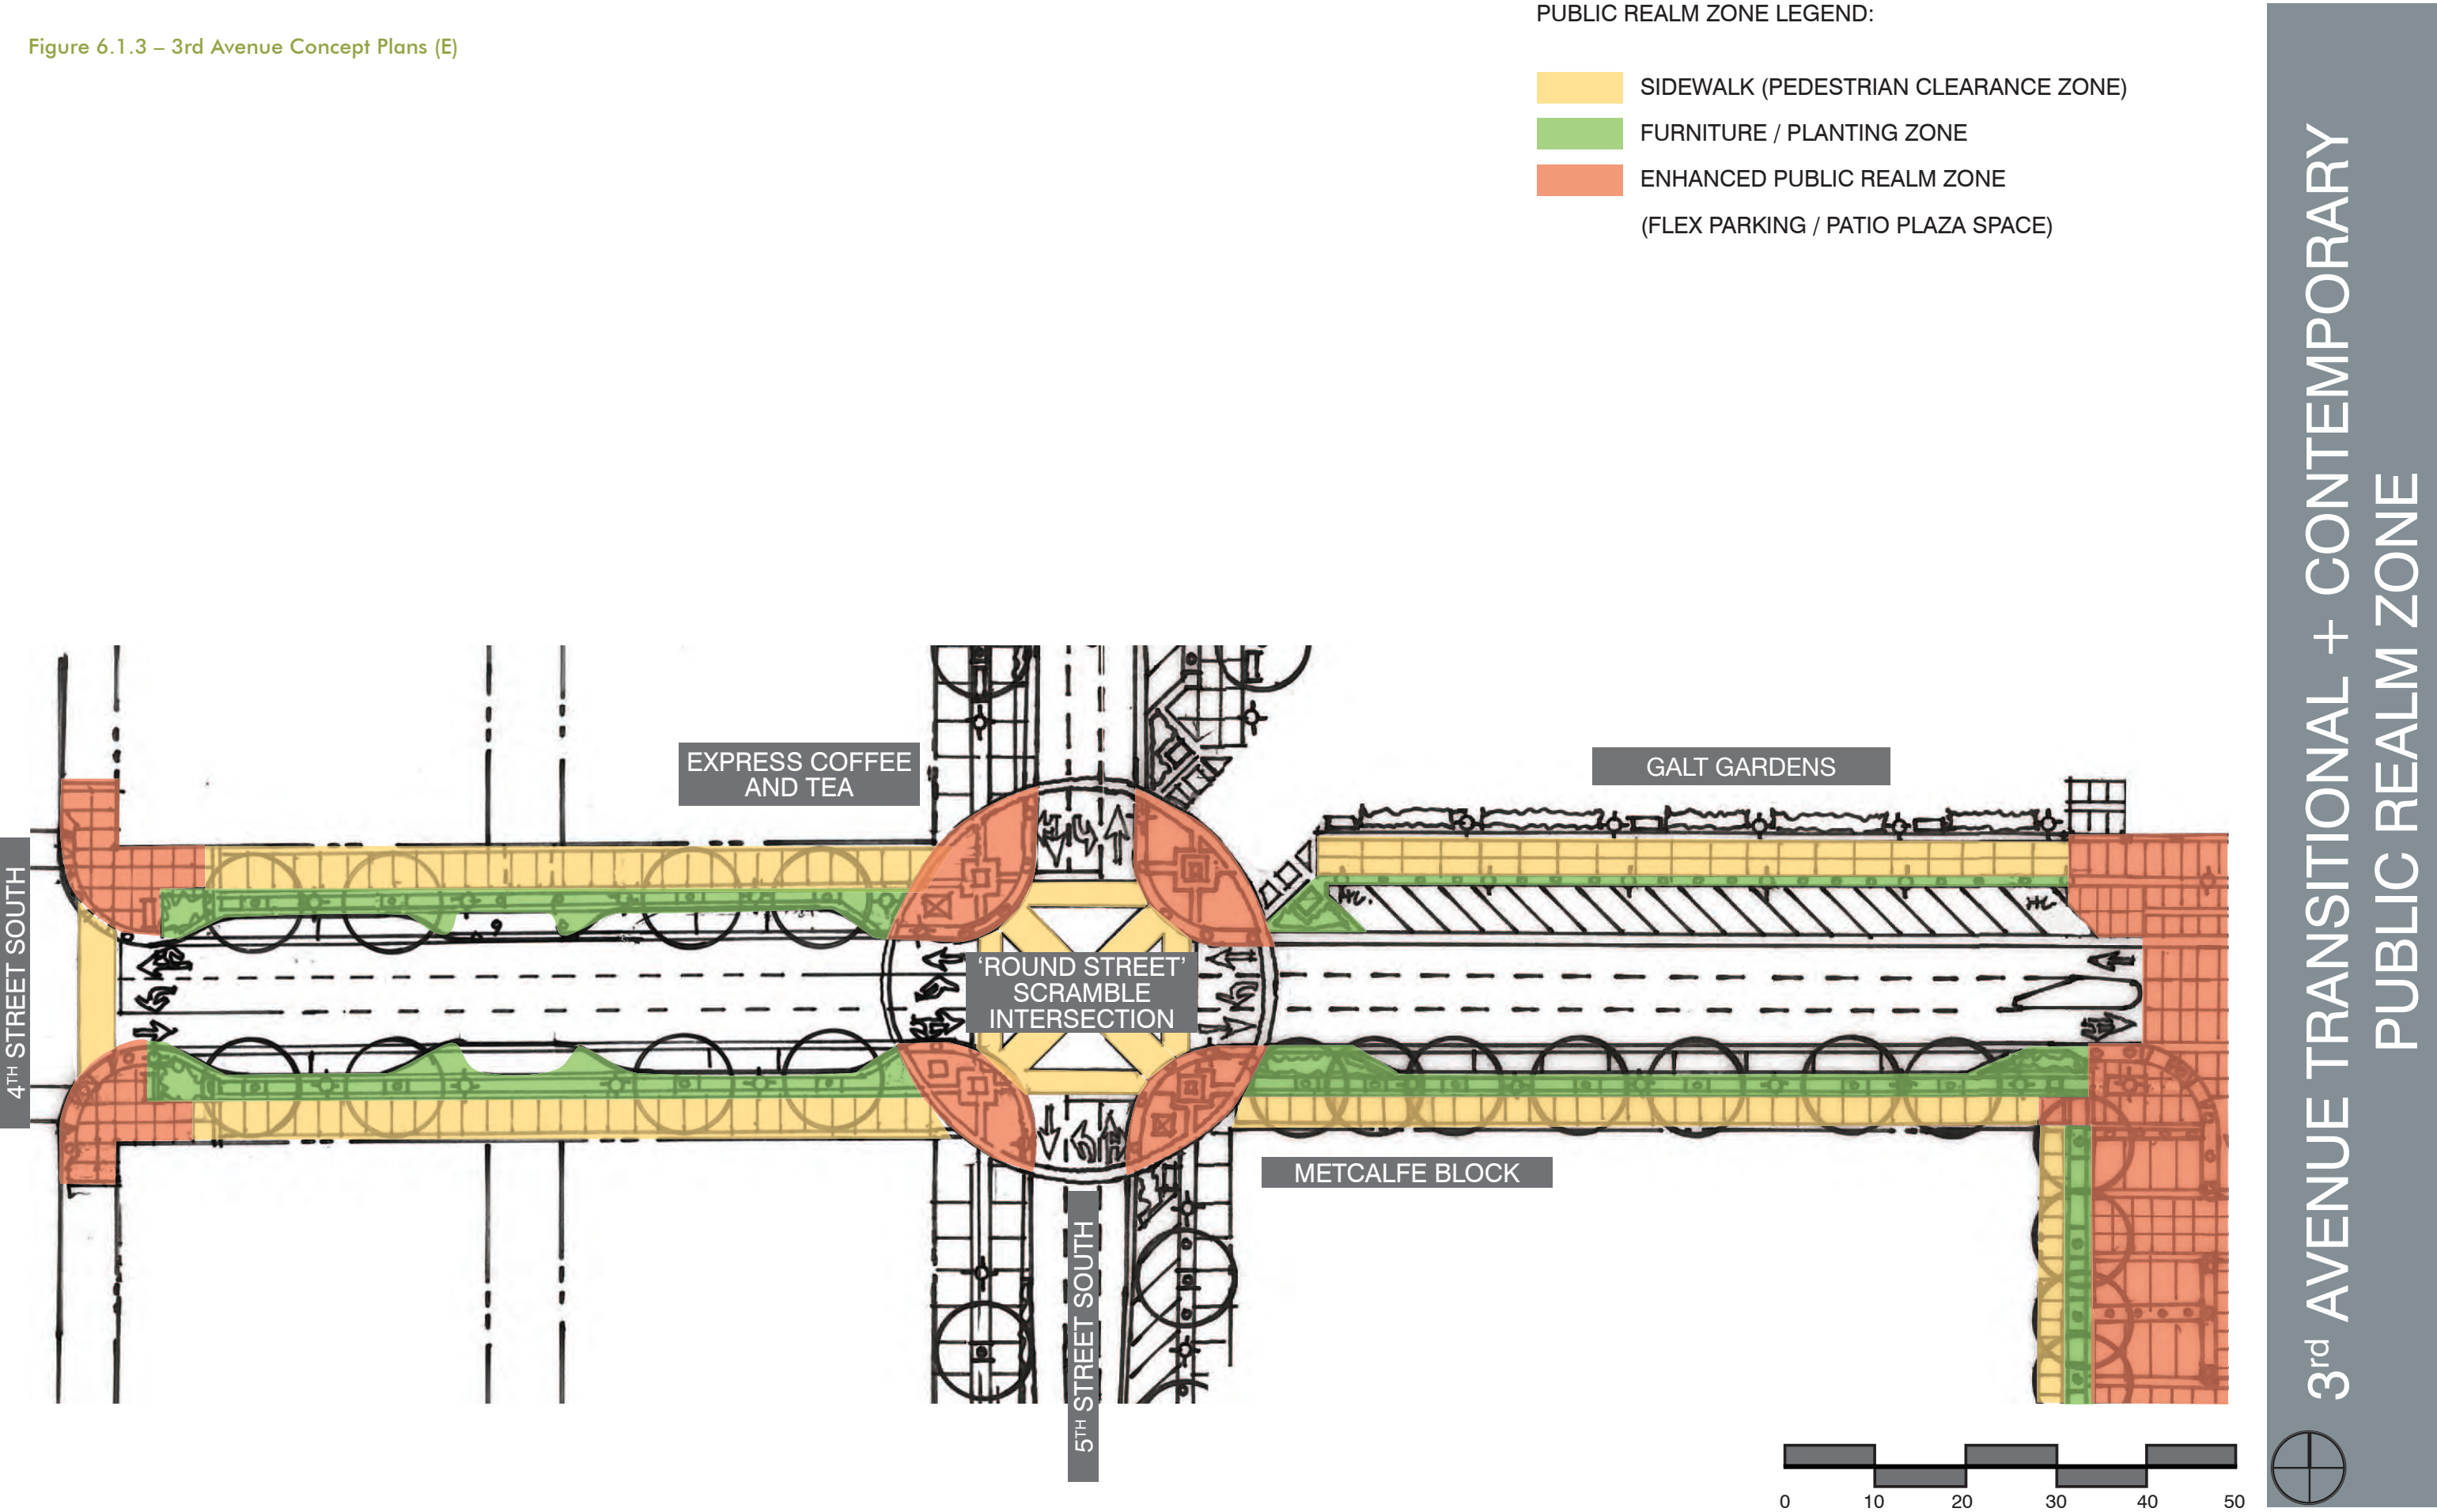 Figure 6.1.3 – 3rd Avenue Concept Plans (E)
PUBLIC REALM ZONE LEGEND:
SIDEWALK (PEDESTRIAN CLEARANCE ZONE)
FURNITURE / PLANTING ZONE
ENHANCED PUBLIC REALM ZONE
(FLEX PARKING / PATIO PLAZA SPACE)
EXPRESS COFFEE
AND TEA
GALT GARDENS
HC.
HC
4TH STREET SOUTH
‘ROUND STREET’
SCRAMBLE
INTERSECTION
METCALFE BLOCK
5TH STREET SOUTH
0 10 20 30 40 50
3rd AVENUE TRANSITIONAL + CONTEMPORARY
PUBLIC REALM ZONE